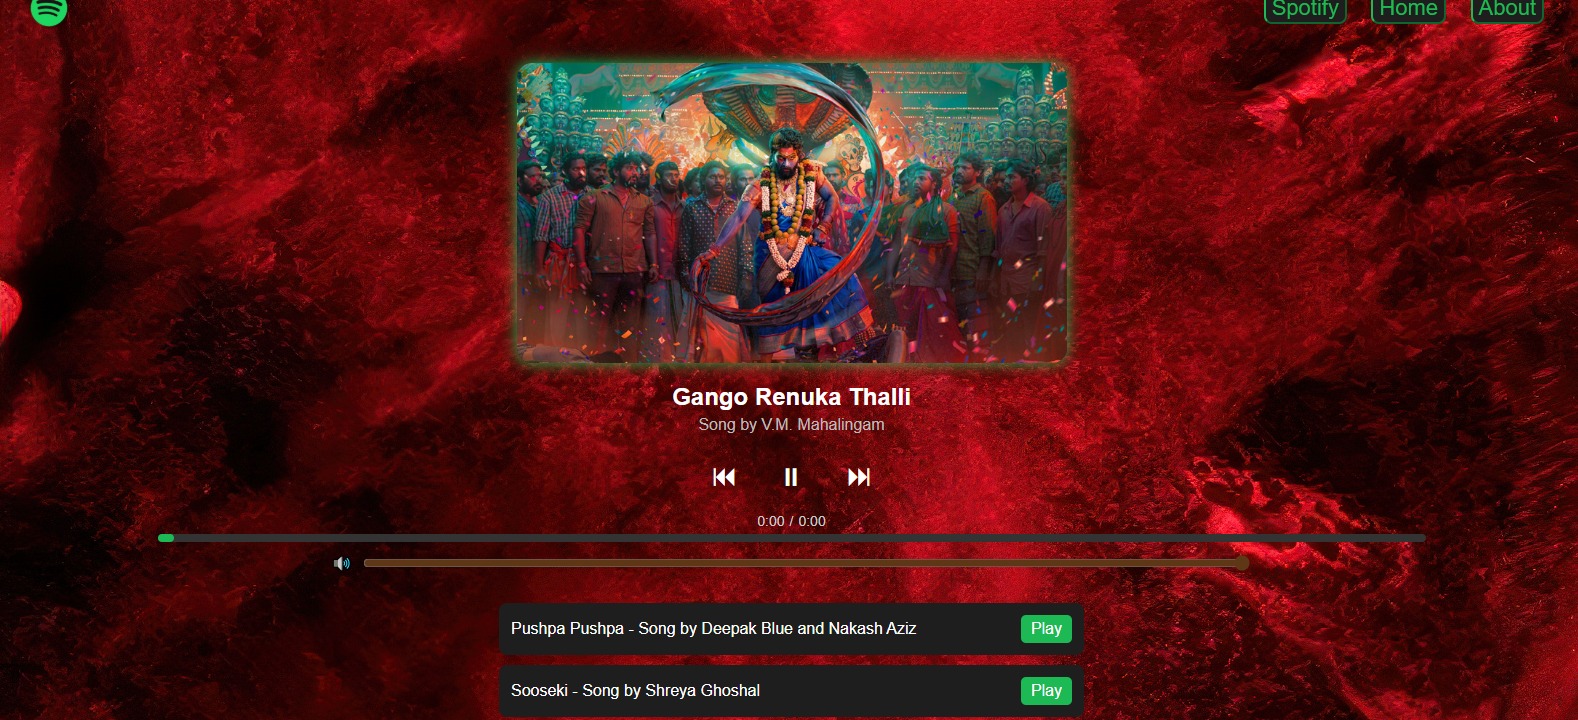 Spotify Home About
Gango Renuka Thalli
Song by V.M. Mahalingam
0:00 / 0:00
Pushpa Pushpa - Song by Deepak Blue and Nakash Aziz Play
Sooseki - Song by Shreya Ghoshal Play